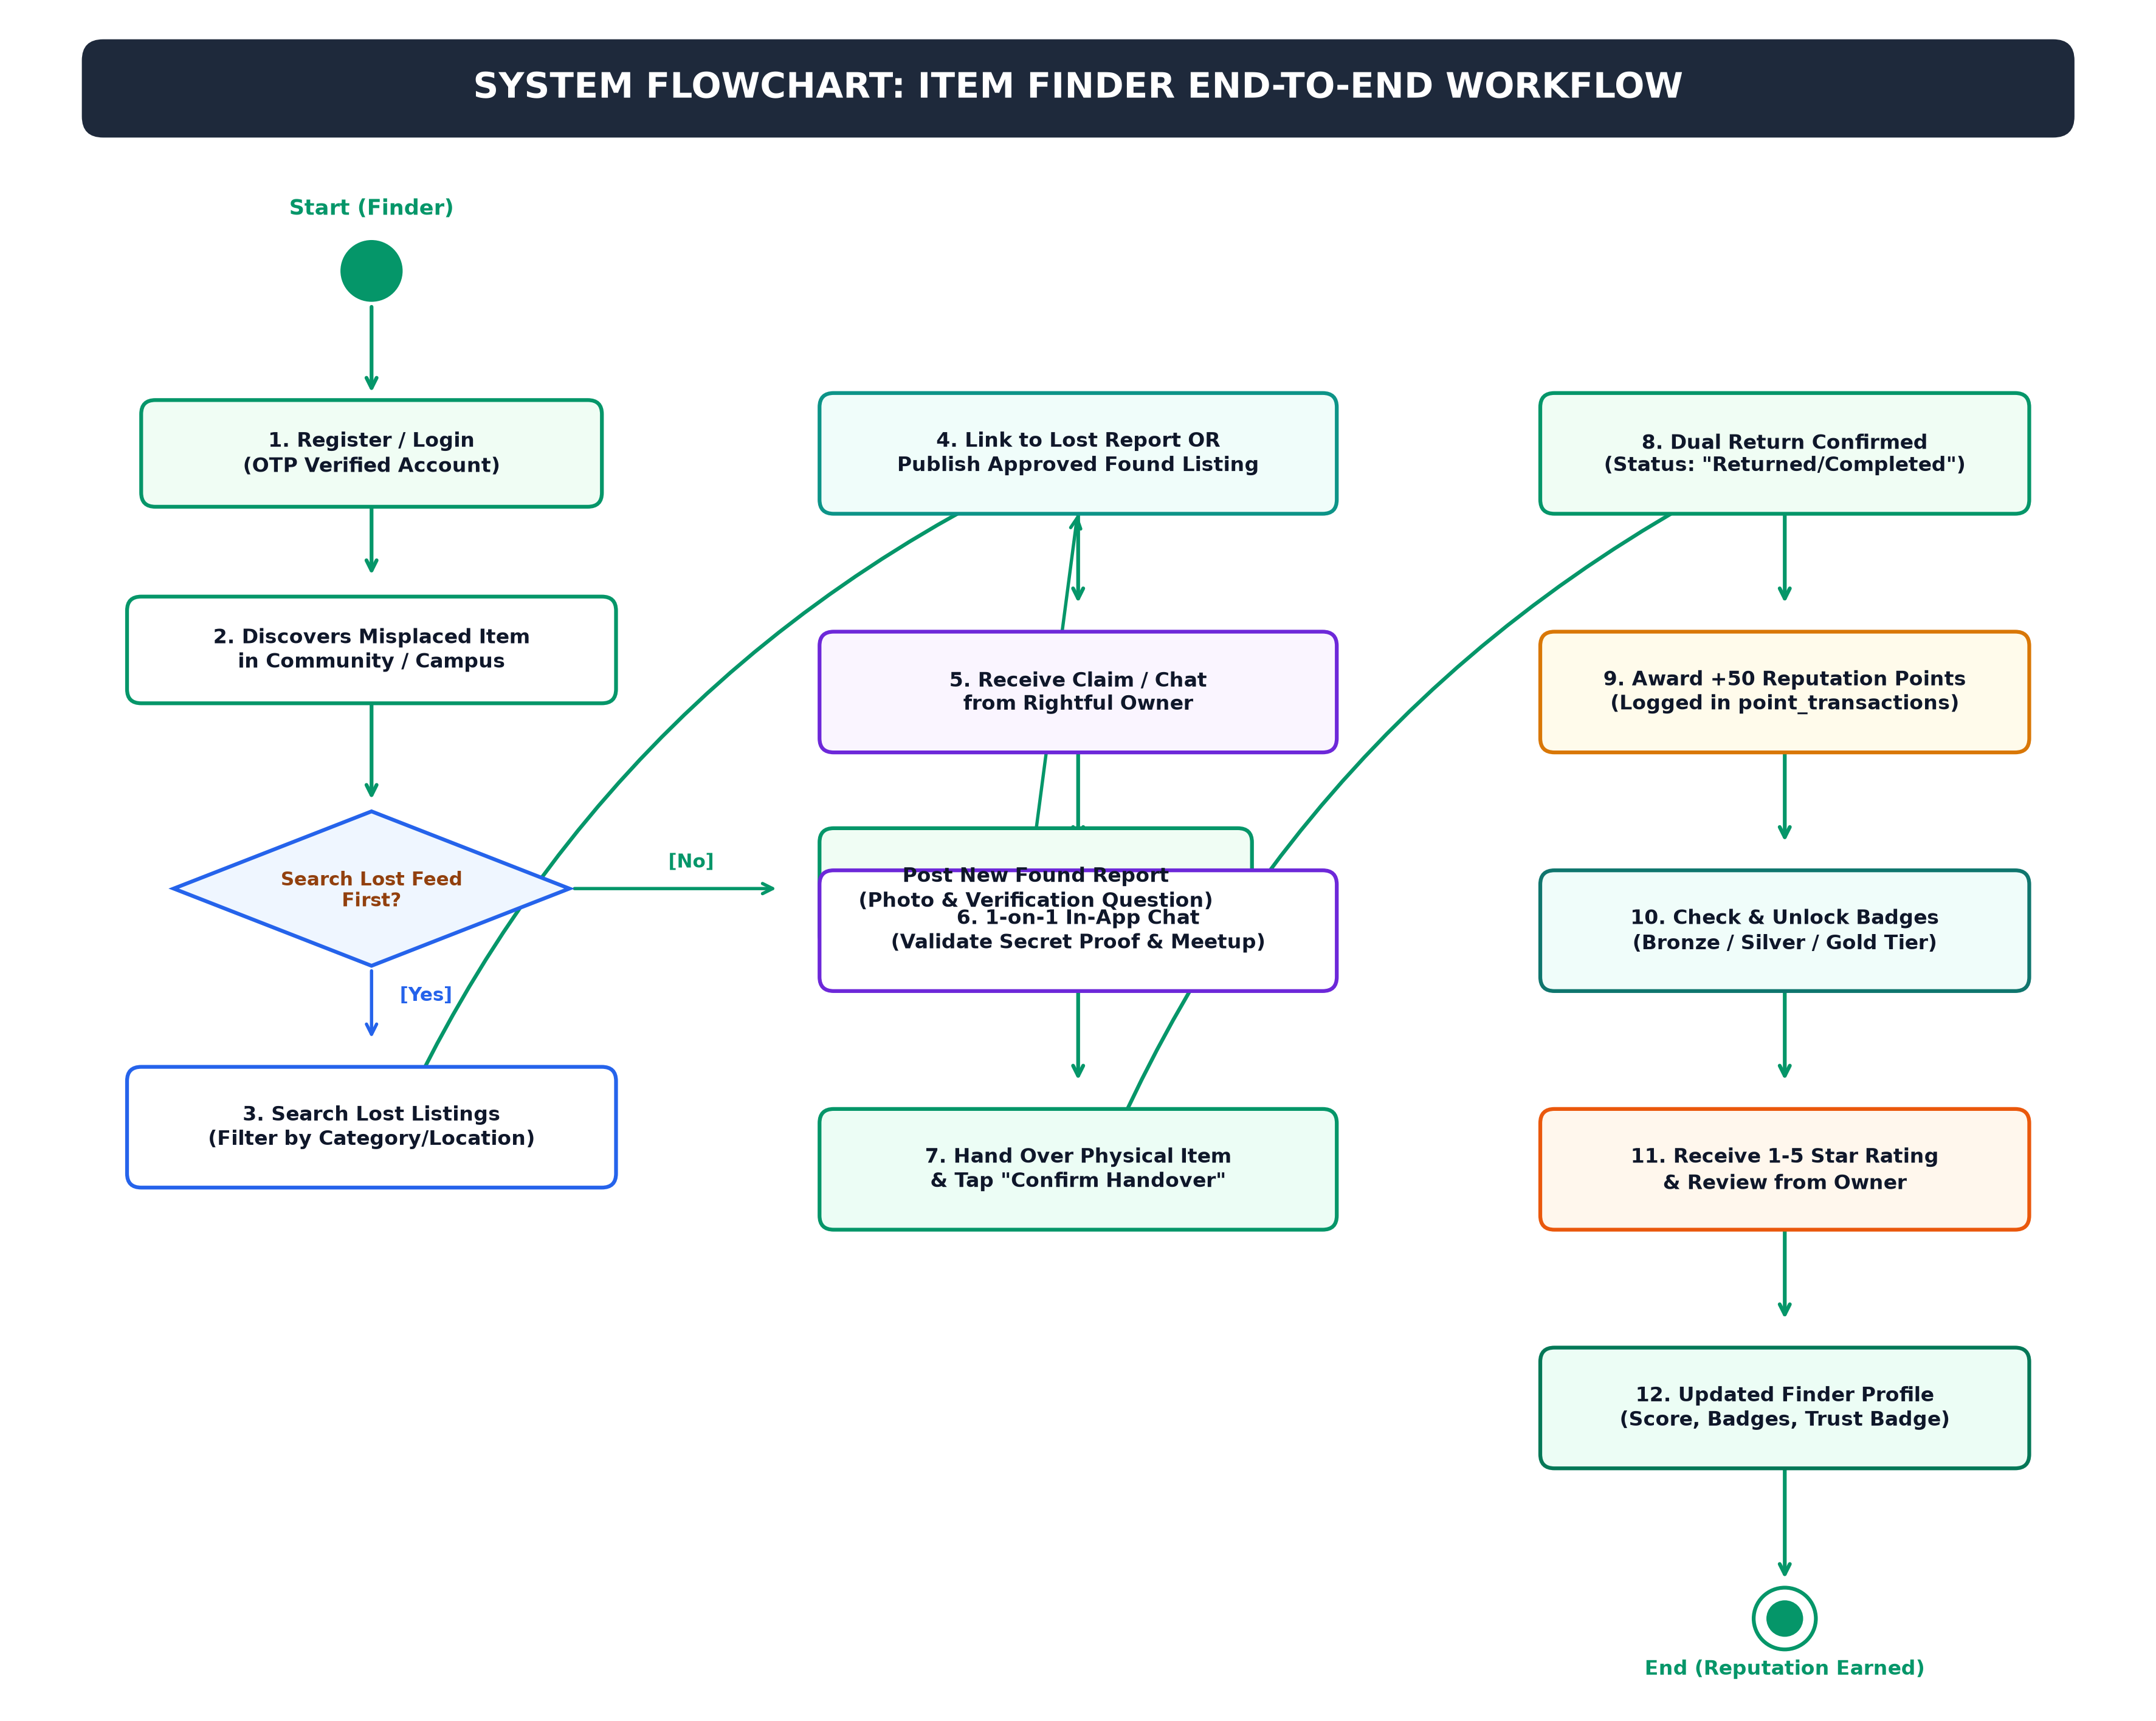 SYSTEM FLOWCHART: ITEM FINDER END-TO-END WORKFLOW
Start (Finder)
1. Register / Login
(OTP Verified Account)
2. Discovers Misplaced Item
in Community / Campus
Search Lost Feed
First?
[No]
[Yes]
3. Search Lost Listings
(Filter by Category/Location)
4. Link to Lost Report OR
Publish Approved Found Listing
5. Receive Claim / Chat
from Rightful Owner
Post New Found Report
(Photo & Verification Question)
6. 1-on-1 In-App Chat
(Validate Secret Proof & Meetup)
7. Hand Over Physical Item
& Tap "Confirm Handover"
8. Dual Return Confirmed
(Status: "Returned/Completed")
9. Award +50 Reputation Points
(Logged in point_transactions)
10. Check & Unlock Badges
(Bronze / Silver / Gold Tier)
11. Receive 1-5 Star Rating
& Review from Owner
12. Updated Finder Profile
(Score, Badges, Trust Badge)
End (Reputation Earned)